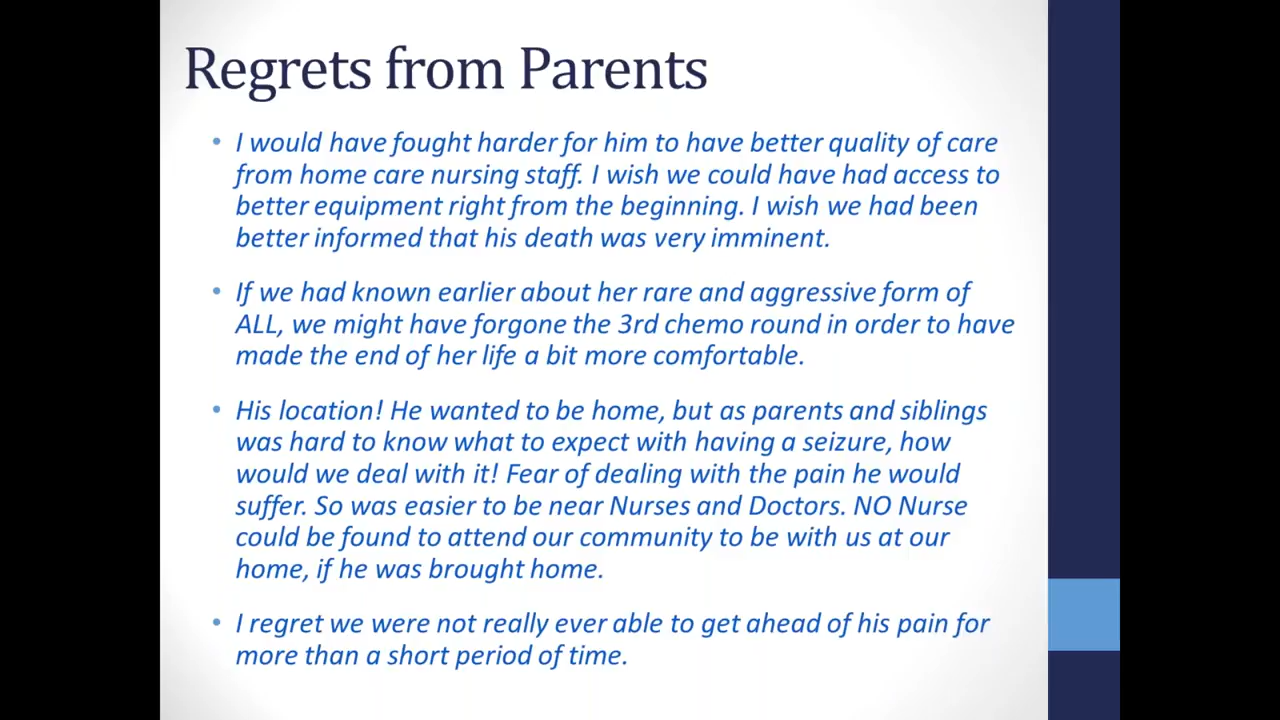 Regrets from Parents
• I would have fought harder for him to have better quality of care
from home care nursing staff. I wish we could have had access to
better equipment right from the beginning. I wish we had been
better informed that his death was very imminent.
• If we had known earlier about her rare and aggressive form of
ALL, we might have forgone the 3rd chemo round in order to have
made the end of her life a bit more comfortable.
• His location! He wanted to be home, but as parents and siblings
was hard to know what to expect with having a seizure, how
would we deal with it! Fear of dealing with the pain he would
suffer. So was easier to be near Nurses and Doctors. NO Nurse
could be found to attend our community to be with us at our
home, if he was brought home.
• I regret we were not really ever able to get ahead of his pain for
more than a short period of time.